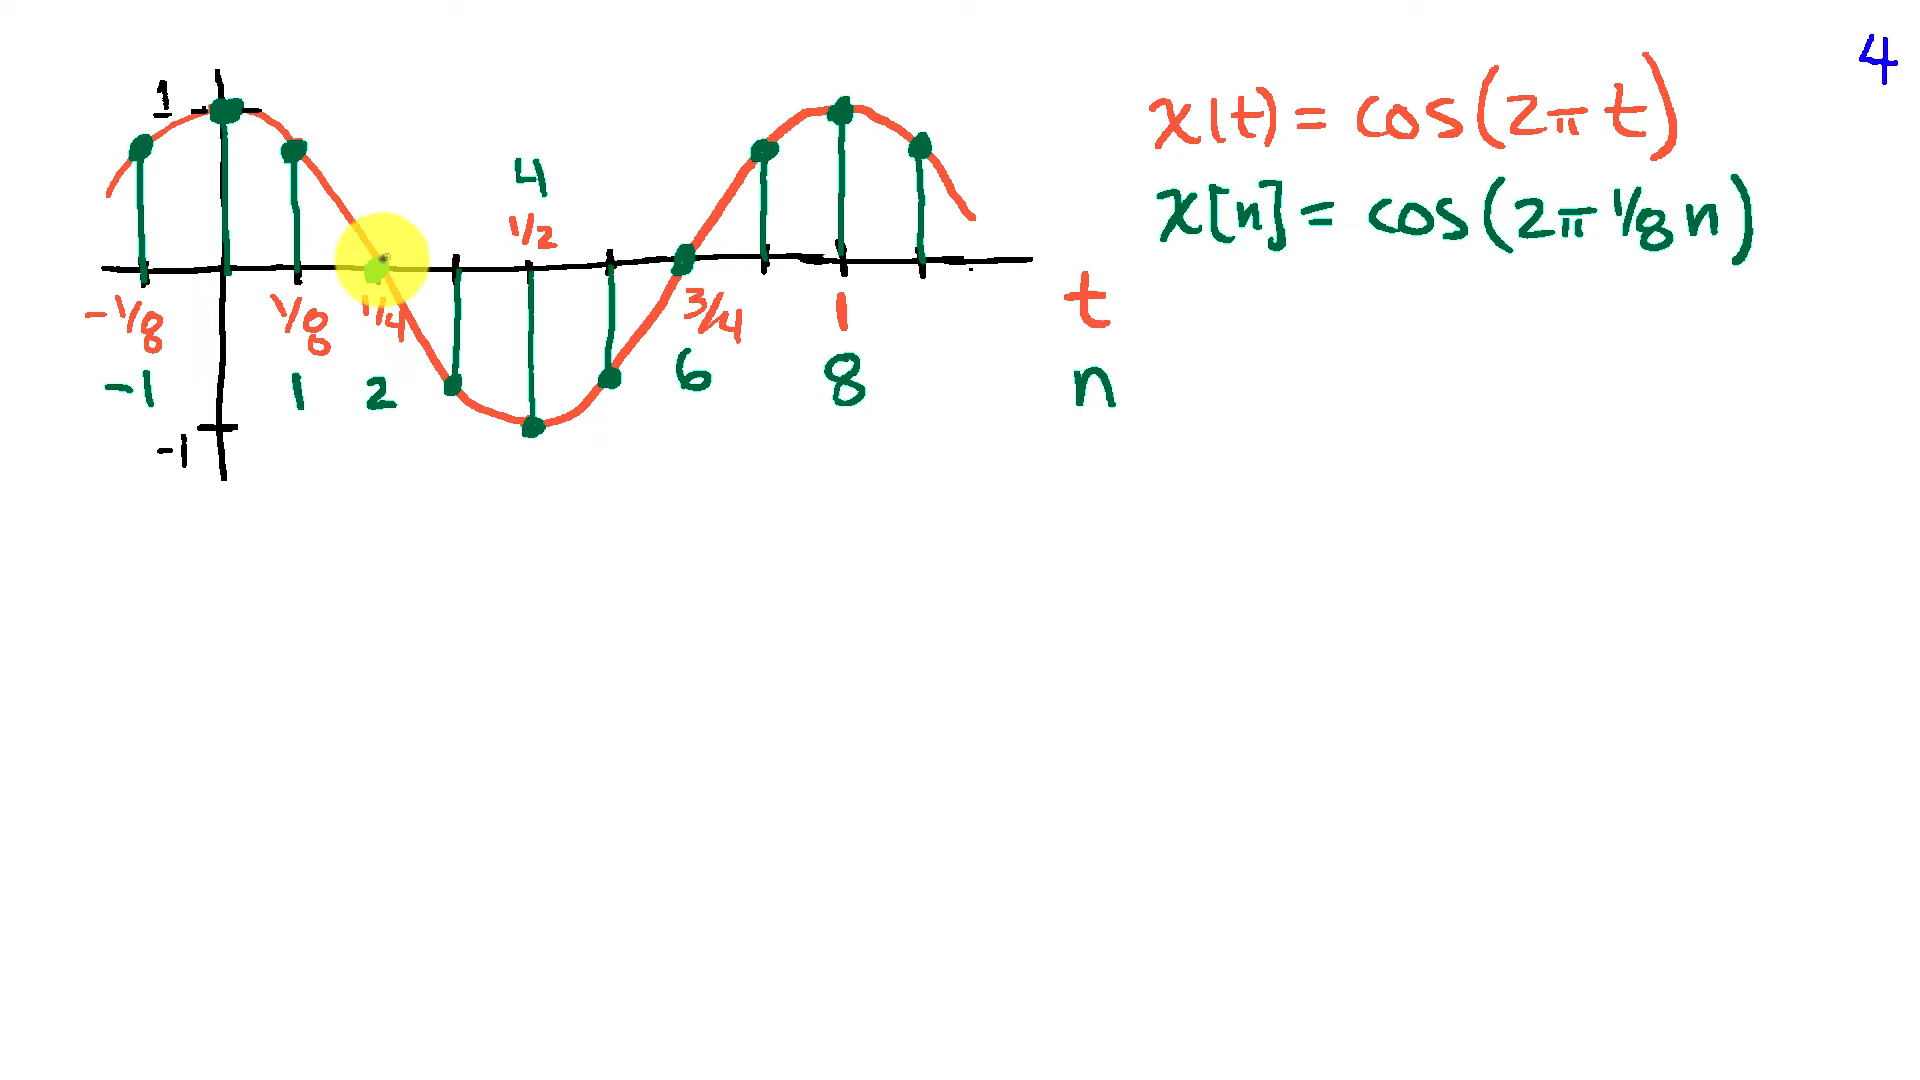 4
x(t) = cos(2π t)
x[n] = cos(2π 1/8 n)
1
4
1/2
-1/8 1/8 1/4 3/4 1 t
-1 1 2 6 8 n
-1